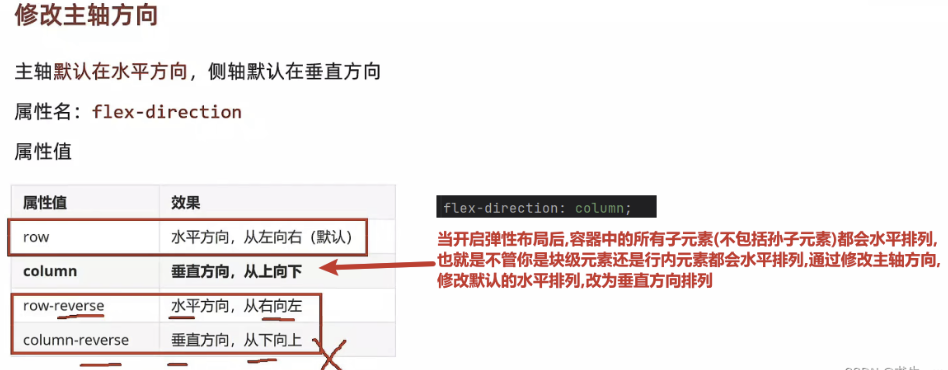 修改主轴方向
主轴默认在水平方向，侧轴默认在垂直方向
属性名：flex-direction
属性值
属性值 效果
row 水平方向，从左向右（默认）
column 垂直方向，从上向下
row-reverse 水平方向，从右向左
column-reverse 垂直方向，从下向上
flex-direction: column;
当开启弹性布局后,容器中的所有子元素(不包括孙子元素)都会水平排列,
也就是不管你是块级元素还是行内元素都会水平排列,通过修改主轴方向,
修改默认的水平排列,改为垂直方向排列